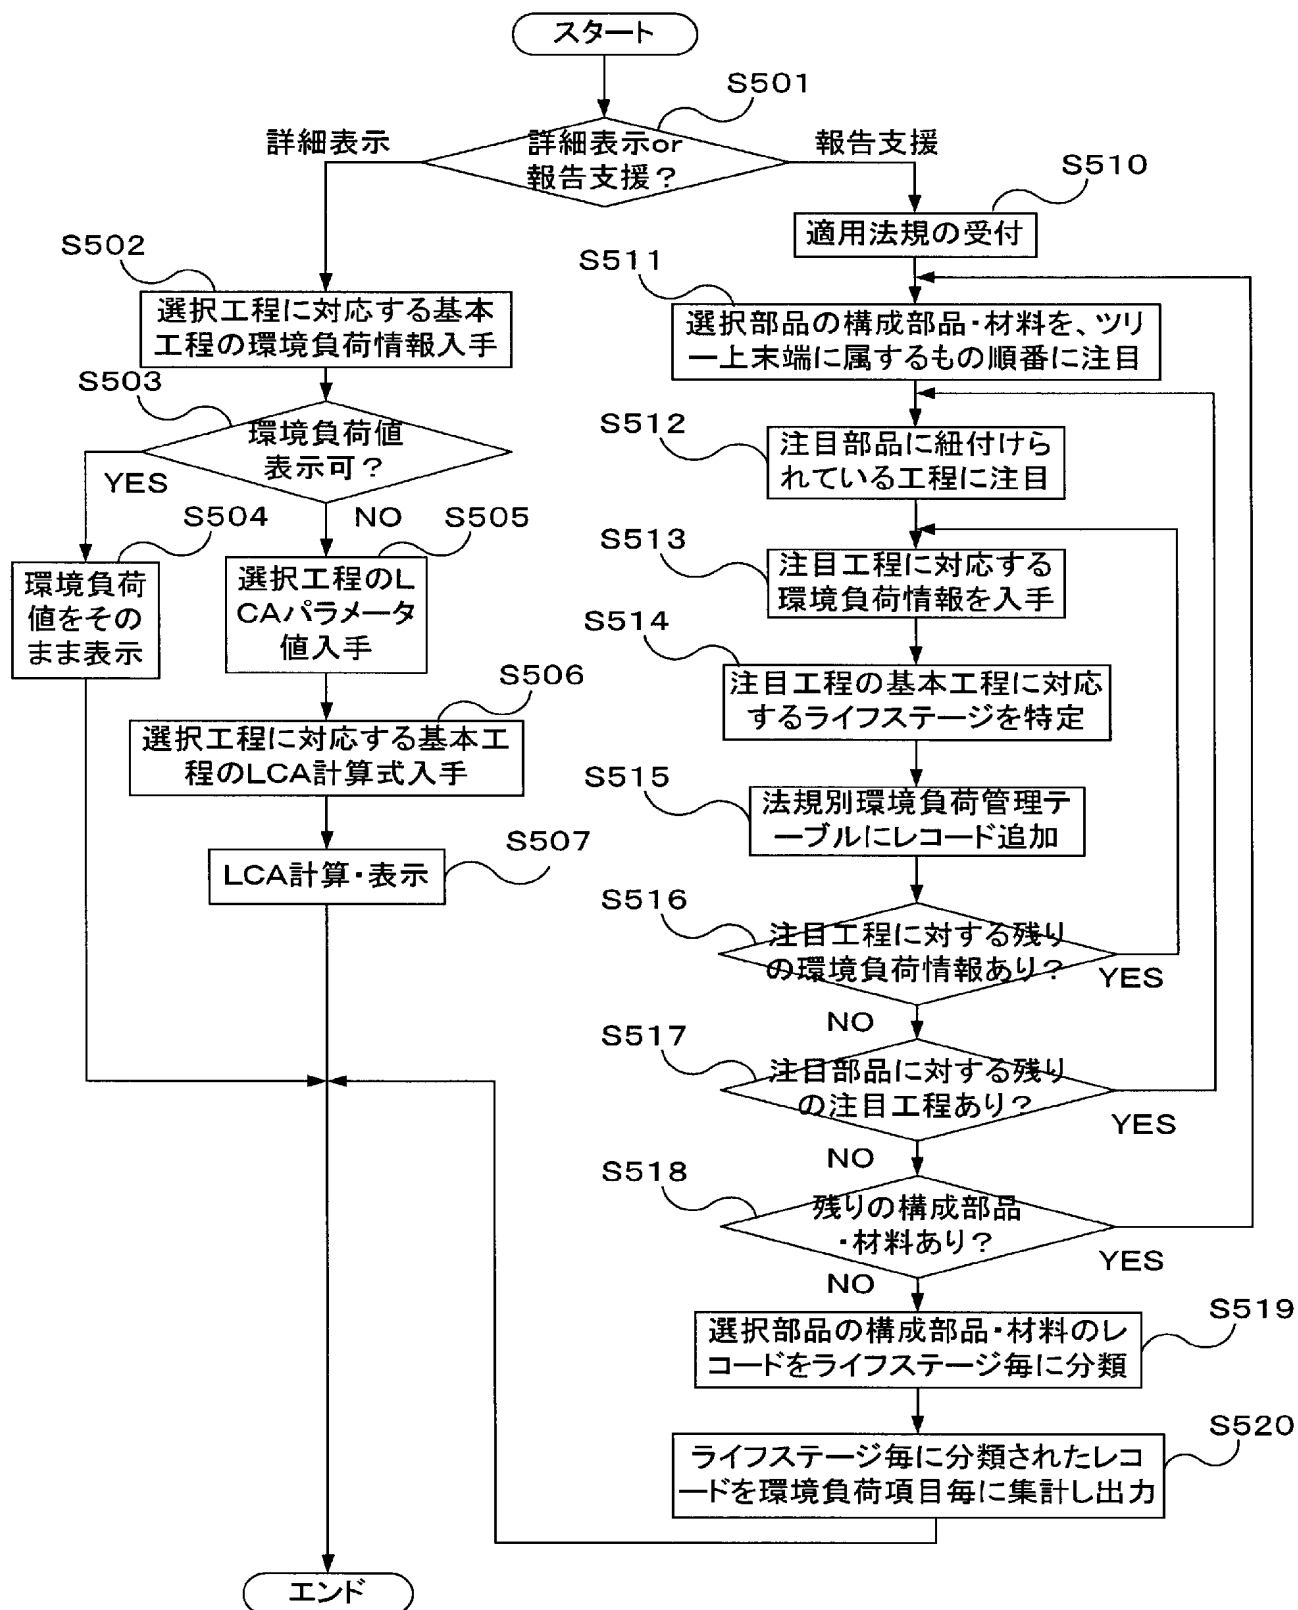 スタート
S501
詳細表示
詳細表示or
報告支援?
報告支援
S502
選択工程に対応する基本
工程の環境負荷情報入手
S503
環境負荷値
表示可?
YES
NO
S504
環境負荷
値をその
まま表示
S505
選択工程のL
CAパラメータ
値入手
S506
選択工程に対応する基本工
程のLCA計算式入手
S507
LCA計算・表示
S510
適用法規の受付
S511
選択部品の構成部品・材料を、ツリ
ー上末端に属するもの順番に注目
S512
注目部品に紐付けら
れている工程に注目
S513
注目工程に対応する
環境負荷情報を入手
S514
注目工程の基本工程に対応
するライフステージを特定
S515
法規別環境負荷管理テ
ーブルにレコード追加
S516
注目工程に対する残り
の環境負荷情報あり?
YES
NO
S517
注目部品に対する残り
の注目工程あり?
YES
NO
S518
残りの構成部品
・材料あり?
YES
NO
S519
選択部品の構成部品・材料のレ
コードをライフステージ毎に分類
S520
ライフステージ毎に分類されたレコ
ードを環境負荷項目毎に集計し出力
エンド